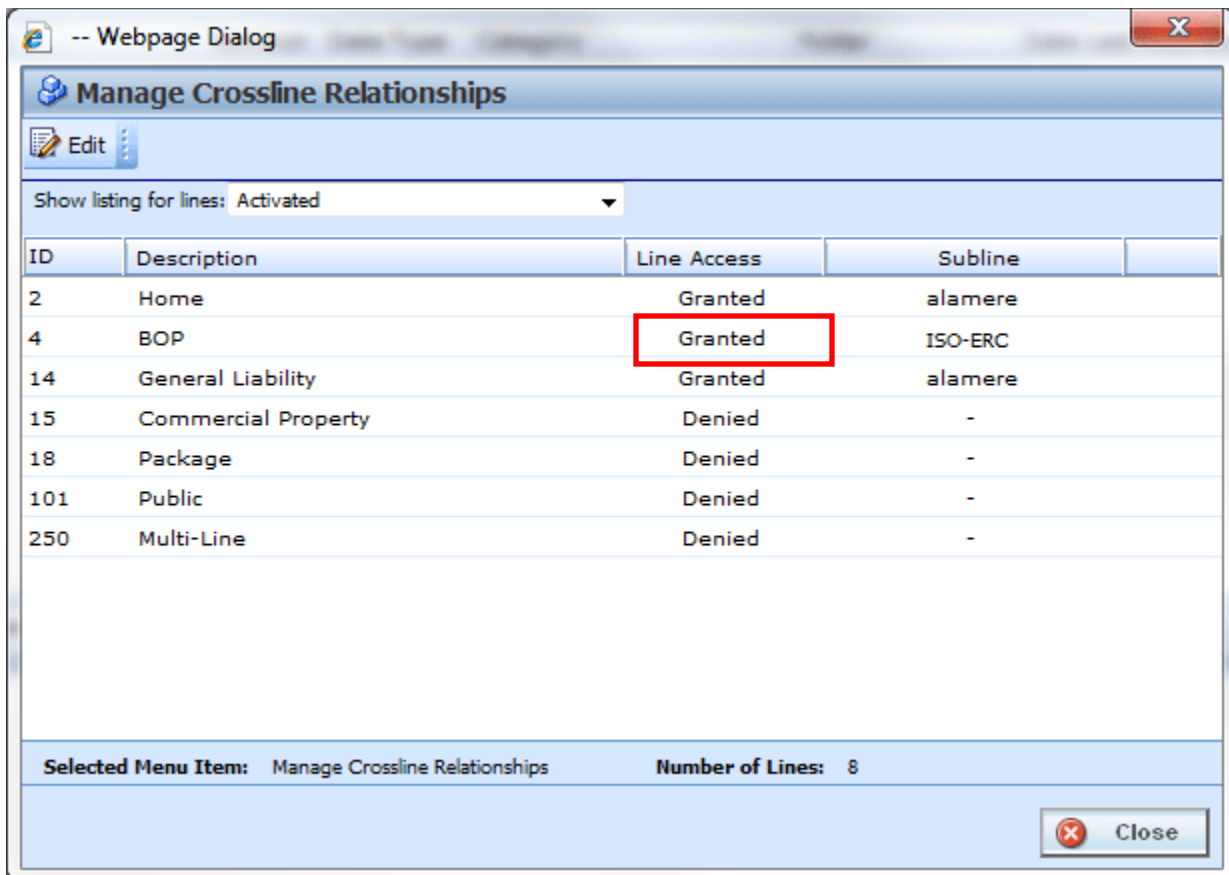 -- Webpage Dialog
Manage Crossline Relationships
Edit
Show listing for lines: Activated
ID Description Line Access Subline
2 Home Granted alamere
4 BOP Granted ISO-ERC
14 General Liability Granted alamere
15 Commercial Property Denied -
18 Package Denied -
101 Public Denied -
250 Multi-Line Denied -
Selected Menu Item: Manage Crossline Relationships Number of Lines: 8
Close